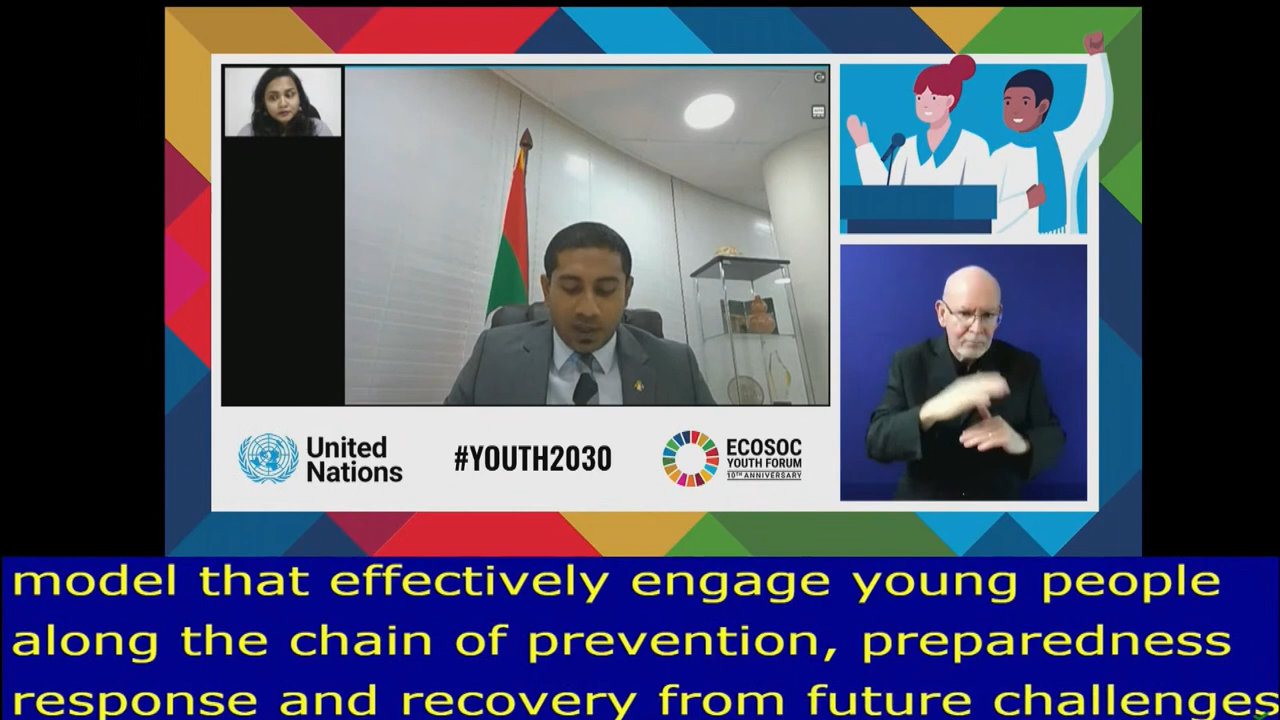 United
Nations
#YOUTH2030
ECOSOC
YOUTH FORUM
10TH ANNIVERSARY
model that effectively engage young people
along the chain of prevention, preparedness
response and recovery from future challenges